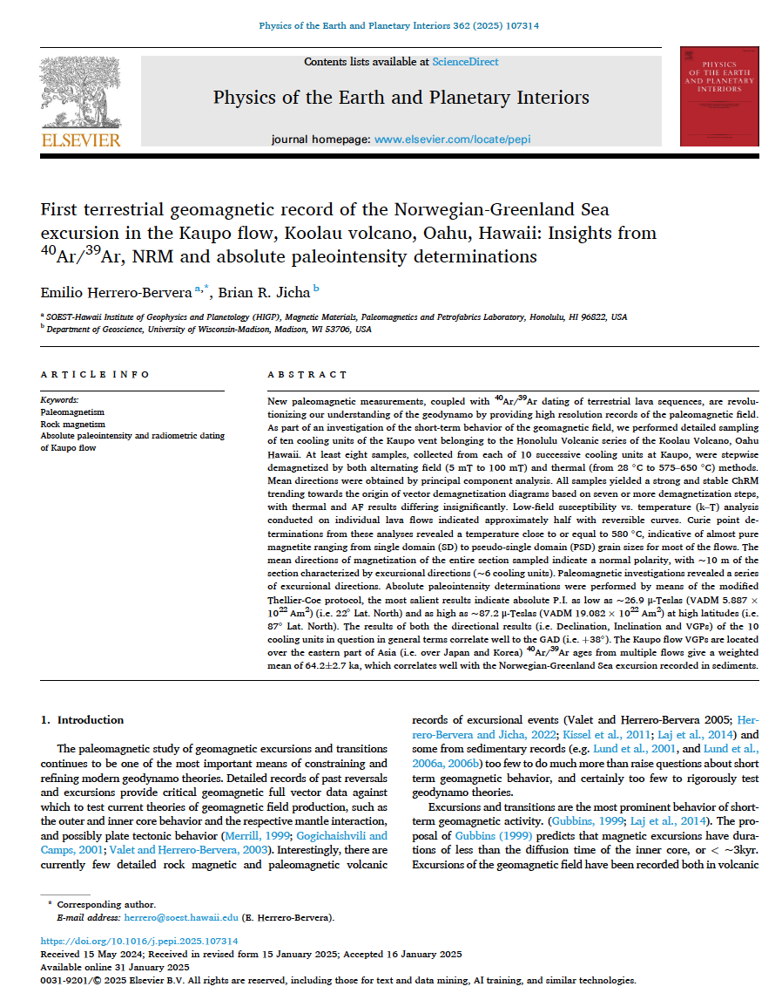 Physics of the Earth and Planetary Interiors 362 (2025) 107314
Contents lists available at ScienceDirect
Physics of the Earth and Planetary Interiors
journal homepage: www.elsevier.com/locate/pepi
ELSEVIER
PHYSICS
OF THE EARTH
AND PLANETARY
INTERIORS
First terrestrial geomagnetic record of the Norwegian-Greenland Sea
excursion in the Kaupo flow, Koolau volcano, Oahu, Hawaii: Insights from
⁴⁰Ar/³⁹Ar, NRM and absolute paleointensity determinations
Emilio Herrero-Bervera a,*, Brian R. Jicha b
a SOEST-Hawaii Institute of Geophysics and Planetology (HIGP), Magnetic Materials, Paleomagnetics and Petrofabrics Laboratory, Honolulu, HI 96822, USA
b Department of Geoscience, University of Wisconsin-Madison, Madison, WI 53706, USA
ARTICLE INFO
Keywords:
Paleomagnetism
Rock magnetism
Absolute paleointensity and radiometric dating
of Kaupo flow
ABSTRACT
New paleomagnetic measurements, coupled with ⁴⁰Ar/³⁹Ar dating of terrestrial lava sequences, are revolu-
tionizing our understanding of the geodynamo by providing high resolution records of the paleomagnetic field.
As part of an investigation of the short-term behavior of the geomagnetic field, we performed detailed sampling
of ten cooling units of the Kaupo vent belonging to the Honolulu Volcanic series of the Koolau Volcano, Oahu
Hawaii. At least eight samples, collected from each of 10 successive cooling units at Kaupo, were stepwise
demagnetized by both alternating field (5 mT to 100 mT) and thermal (from 28 °C to 575–650 °C) methods.
Mean directions were obtained by principal component analysis. All samples yielded a strong and stable ChRM
trending towards the origin of vector demagnetization diagrams based on seven or more demagnetization steps,
with thermal and AF results differing insignificantly. Low-field susceptibility vs. temperature (k–T) analysis
conducted on individual lava flows indicated approximately half with reversible curves. Curie point de-
terminations from these analyses revealed a temperature close to or equal to 580 °C, indicative of almost pure
magnetite ranging from single domain (SD) to pseudo-single domain (PSD) grain sizes for most of the flows. The
mean directions of magnetization of the entire section sampled indicate a normal polarity, with ~10 m of the
section characterized by excursional directions (~6 cooling units). Paleomagnetic investigations revealed a series
of excursional directions. Absolute paleointensity determinations were performed by means of the modified
Thellier-Coe protocol, the most salient results indicate absolute P.I. as low as ~26.9 μ-Teslas (VADM 5.887 ×
10²² Am²) (i.e. 22° Lat. North) and as high as ~87.2 μ-Teslas (VADM 19.082 × 10²² Am²) at high latitudes (i.e.
87° Lat. North). The results of both the directional results (i.e. Declination, Inclination and VGPs) of the 10
cooling units in question in general terms correlate well to the GAD (i.e. +38°). The Kaupo flow VGPs are located
over the eastern part of Asia (i.e. over Japan and Korea) ⁴⁰Ar/³⁹Ar ages from multiple flows give a weighted
mean of 64.2±2.7 ka, which correlates well with the Norwegian-Greenland Sea excursion recorded in sediments.
1. Introduction
The paleomagnetic study of geomagnetic excursions and transitions
continues to be one of the most important means of constraining and
refining modern geodynamo theories. Detailed records of past reversals
and excursions provide critical geomagnetic full vector data against
which to test current theories of geomagnetic field production, such as
the outer and inner core behavior and the respective mantle interaction,
and possibly plate tectonic behavior (Merrill, 1999; Gogichaishvili and
Camps, 2001; Valet and Herrero-Bervera, 2003). Interestingly, there are
currently few detailed rock magnetic and paleomagnetic volcanic
records of excursional events (Valet and Herrero-Bervera 2005; Her-
rero-Bervera and Jicha, 2022; Kissel et al., 2011; Laj et al., 2014) and
some from sedimentary records (e.g. Lund et al., 2001, and Lund et al.,
2006a, 2006b) too few to do much more than raise questions about short
term geomagnetic behavior, and certainly too few to rigorously test
geodynamo theories.
Excursions and transitions are the most prominent behavior of short-
term geomagnetic activity. (Gubbins, 1999; Laj et al., 2014). The pro-
posal of Gubbins (1999) predicts that magnetic excursions have dura-
tions of less than the diffusion time of the inner core, or < ~3kyr.
Excursions of the geomagnetic field have been recorded both in volcanic
* Corresponding author.
E-mail address: herrero@soest.hawaii.edu (E. Herrero-Bervera).
https://doi.org/10.1016/j.pepi.2025.107314
Received 15 May 2024; Received in revised form 15 January 2025; Accepted 16 January 2025
Available online 31 January 2025
0031-9201/© 2025 Elsevier B.V. All rights are reserved, including those for text and data mining, AI training, and similar technologies.